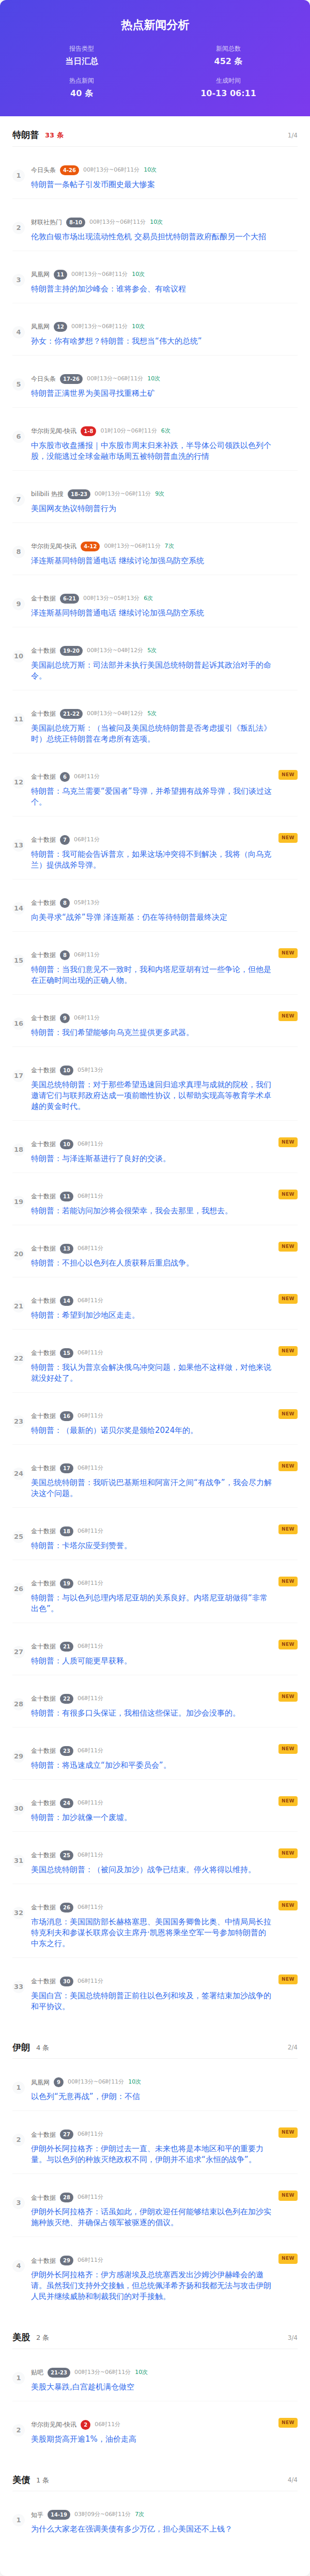 热点新闻分析
报告类型
当日汇总
新闻总数
452 条
热点新闻
40 条
生成时间
10-13 06:11
特朗普 33 条 1/4
1
今日头条 4-26 00时13分~06时11分 10次
特朗普一条帖子引发币圈史最大惨案
2
财联社热门 8-10 00时13分~06时11分 10次
伦敦白银市场出现流动性危机 交易员担忧特朗普政府酝酿另一个大招
3
凤凰网 11 00时13分~06时11分 10次
特朗普主持的加沙峰会：谁将参会、有啥议程
4
凤凰网 12 00时13分~06时11分 10次
孙女：你有啥梦想？特朗普：我想当“伟大的总统”
5
今日头条 17-26 00时13分~06时11分 10次
特朗普正满世界为美国寻找重稀土矿
6
华尔街见闻-快讯 1-8 01时10分~06时11分 6次
中东股市收盘播报｜中东股市周末归来补跌，半导体公司领跌以色列个
股，没能逃过全球金融市场周五被特朗普血洗的行情
7
bilibili 热搜 18-23 00时13分~06时11分 9次
美国网友热议特朗普行为
8
华尔街见闻-快讯 4-12 00时13分~06时11分 7次
泽连斯基同特朗普通电话 继续讨论加强乌防空系统
9
金十数据 6-21 00时13分~05时13分 6次
泽连斯基同特朗普通电话 继续讨论加强乌防空系统
10
金十数据 19-20 00时13分~04时12分 5次
美国副总统万斯：司法部并未执行美国总统特朗普起诉其政治对手的命
令。
11
金十数据 21-22 00时13分~04时12分 5次
美国副总统万斯：（当被问及美国总统特朗普是否考虑援引《叛乱法》
时）总统正特朗普在考虑所有选项。
12
金十数据 6 06时11分 NEW
特朗普：乌克兰需要“爱国者”导弹，并希望拥有战斧导弹，我们谈过这
个。
13
金十数据 7 06时11分 NEW
特朗普：我可能会告诉普京，如果这场冲突得不到解决，我将（向乌克
兰）提供战斧导弹。
14
金十数据 8 05时13分
向美寻求“战斧”导弹 泽连斯基：仍在等待特朗普最终决定
15
金十数据 8 06时11分 NEW
特朗普：当我们意见不一致时，我和内塔尼亚胡有过一些争论，但他是
在正确时间出现的正确人物。
16
金十数据 9 06时11分 NEW
特朗普：我们希望能够向乌克兰提供更多武器。
17
金十数据 10 05时13分
美国总统特朗普：对于那些希望迅速回归追求真理与成就的院校，我们
邀请它们与联邦政府达成一项前瞻性协议，以帮助实现高等教育学术卓
越的黄金时代。
18
金十数据 10 06时11分 NEW
特朗普：与泽连斯基进行了良好的交谈。
19
金十数据 11 06时11分 NEW
特朗普：若能访问加沙将会很荣幸，我会去那里，我想去。
20
金十数据 13 06时11分 NEW
特朗普：不担心以色列在人质获释后重启战争。
21
金十数据 14 06时11分 NEW
特朗普：希望到加沙地区走走。
22
金十数据 15 06时11分 NEW
特朗普：我认为普京会解决俄乌冲突问题，如果他不这样做，对他来说
就没好处了。
23
金十数据 16 06时11分 NEW
特朗普：（最新的）诺贝尔奖是颁给2024年的。
24
金十数据 17 06时11分 NEW
美国总统特朗普：我听说巴基斯坦和阿富汗之间“有战争”，我会尽力解
决这个问题。
25
金十数据 18 06时11分 NEW
特朗普：卡塔尔应受到赞誉。
26
金十数据 19 06时11分 NEW
特朗普：与以色列总理内塔尼亚胡的关系良好。内塔尼亚胡做得“非常
出色”。
27
金十数据 21 06时11分 NEW
特朗普：人质可能更早获释。
28
金十数据 22 06时11分 NEW
特朗普：有很多口头保证，我相信这些保证。加沙会没事的。
29
金十数据 23 06时11分 NEW
特朗普：将迅速成立“加沙和平委员会”。
30
金十数据 24 06时11分 NEW
特朗普：加沙就像一个废墟。
31
金十数据 25 06时11分 NEW
美国总统特朗普：（被问及加沙）战争已结束。停火将得以维持。
32
金十数据 26 06时11分 NEW
市场消息：美国国防部长赫格塞思、美国国务卿鲁比奥、中情局局长拉
特克利夫和参谋长联席会议主席丹·凯恩将乘坐空军一号参加特朗普的
中东之行。
33
金十数据 30 06时11分 NEW
美国白宫：美国总统特朗普正前往以色列和埃及，签署结束加沙战争的
和平协议。
伊朗 4 条 2/4
1
凤凰网 9 00时13分~06时11分 10次
以色列“无意再战”，伊朗：不信
2
金十数据 27 06时11分 NEW
伊朗外长阿拉格齐：伊朗过去一直、未来也将是本地区和平的重要力
量。与以色列的种族灭绝政权不同，伊朗并不追求“永恒的战争”。
3
金十数据 28 06时11分 NEW
伊朗外长阿拉格齐：话虽如此，伊朗欢迎任何能够结束以色列在加沙实
施种族灭绝、并确保占领军被驱逐的倡议。
4
金十数据 29 06时11分 NEW
伊朗外长阿拉格齐：伊方感谢埃及总统塞西发出沙姆沙伊赫峰会的邀
请。虽然我们支持外交接触，但总统佩泽希齐扬和我都无法与攻击伊朗
人民并继续威胁和制裁我们的对手接触。
美股 2 条 3/4
1
贴吧 21-23 00时13分~06时11分 10次
美股大暴跌,白宫趁机满仓做空
2
华尔街见闻-快讯 2 06时11分 NEW
美股期货高开逾1%，油价走高
美债 1 条 4/4
1
知乎 14-19 03时09分~06时11分 7次
为什么大家老在强调美债有多少万亿，担心美国还不上钱？